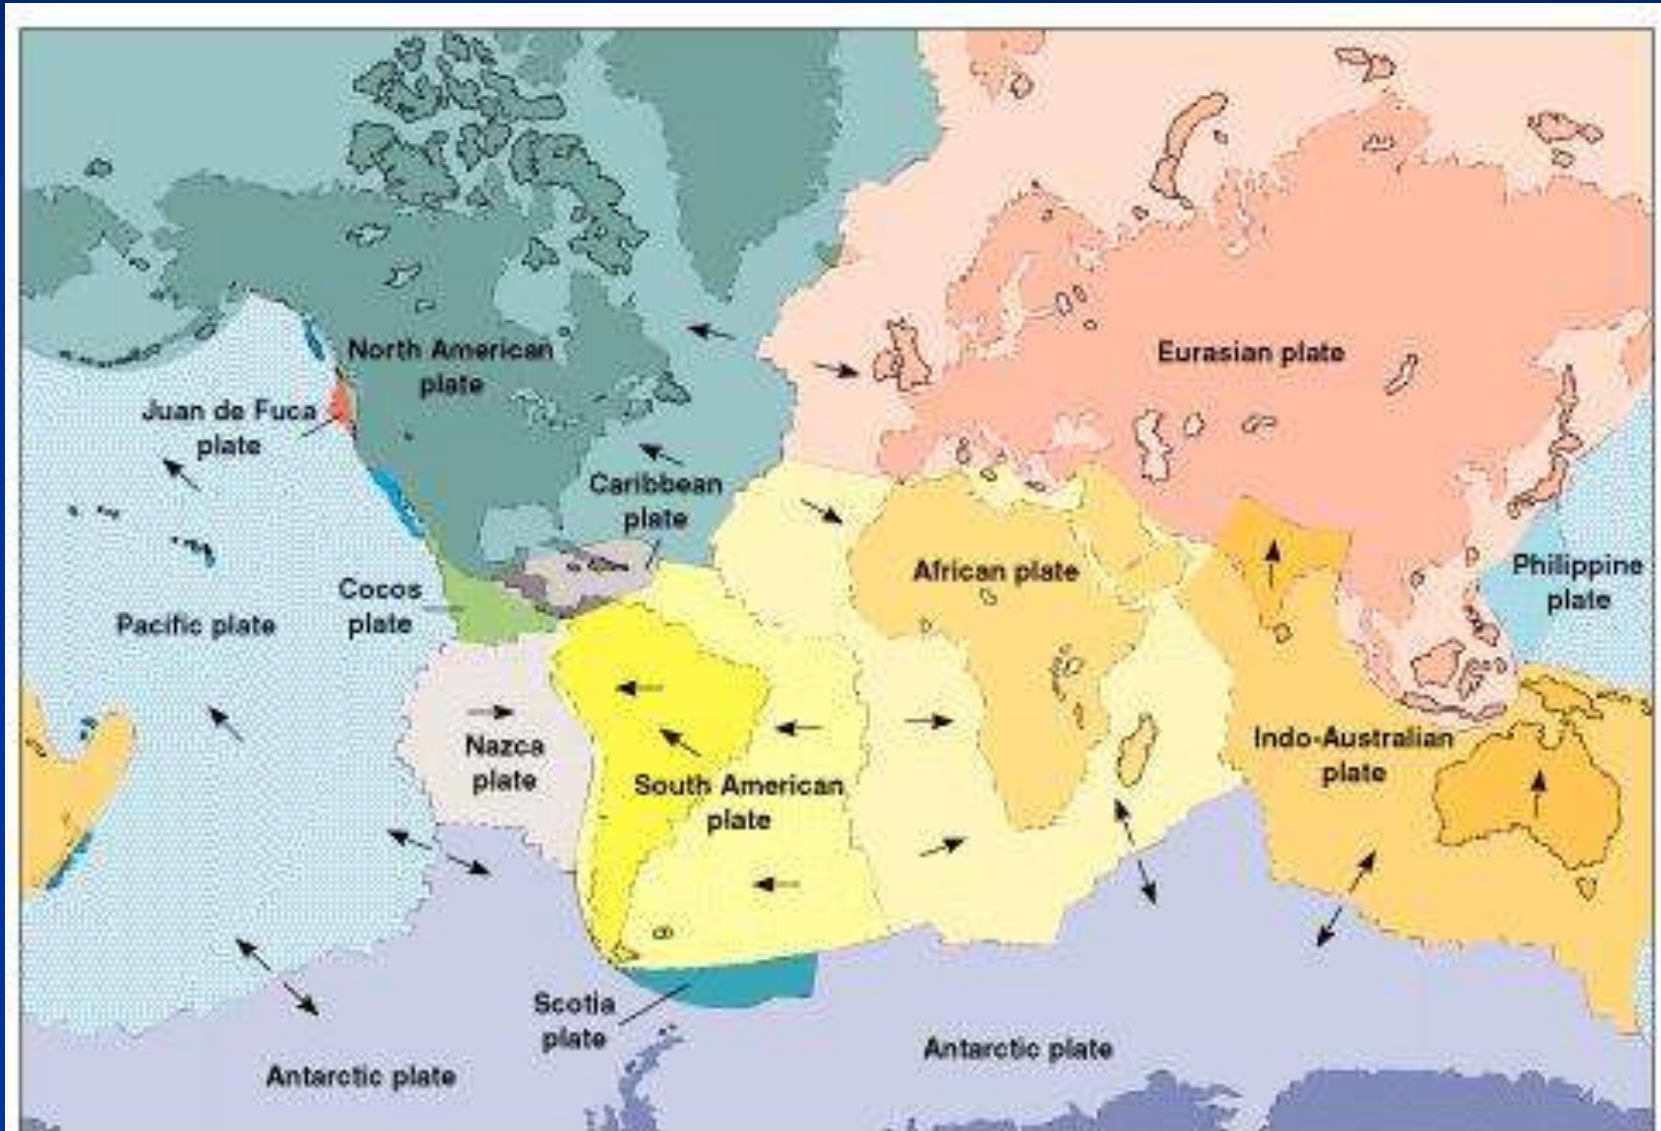 North American
plate
Eurasian plate
Juan de Fuca
plate
Caribbean
plate
African plate
Philippine
plate
Cocos
plate
Pacific plate
Nazca
plate
Indo-Australian
plate
South American
plate
Scotia
plate
Antarctic plate
Antarctic plate